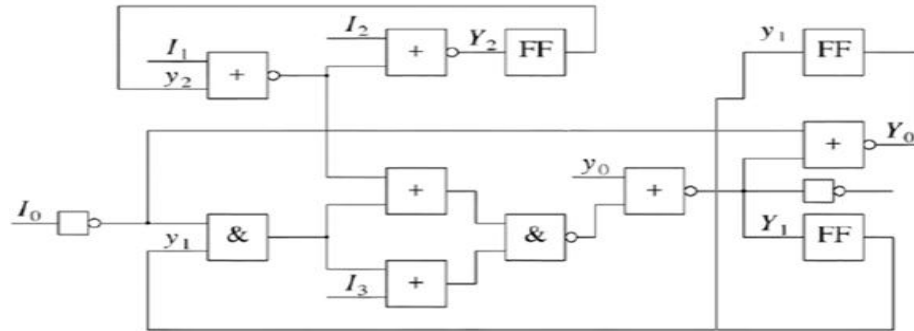 I₂ Y₂ FF y₁ FF
I₁
y₂ + +
Y₀
+
y₀
+ +
I₀
y₁ & & Y₁ FF
I₃ +